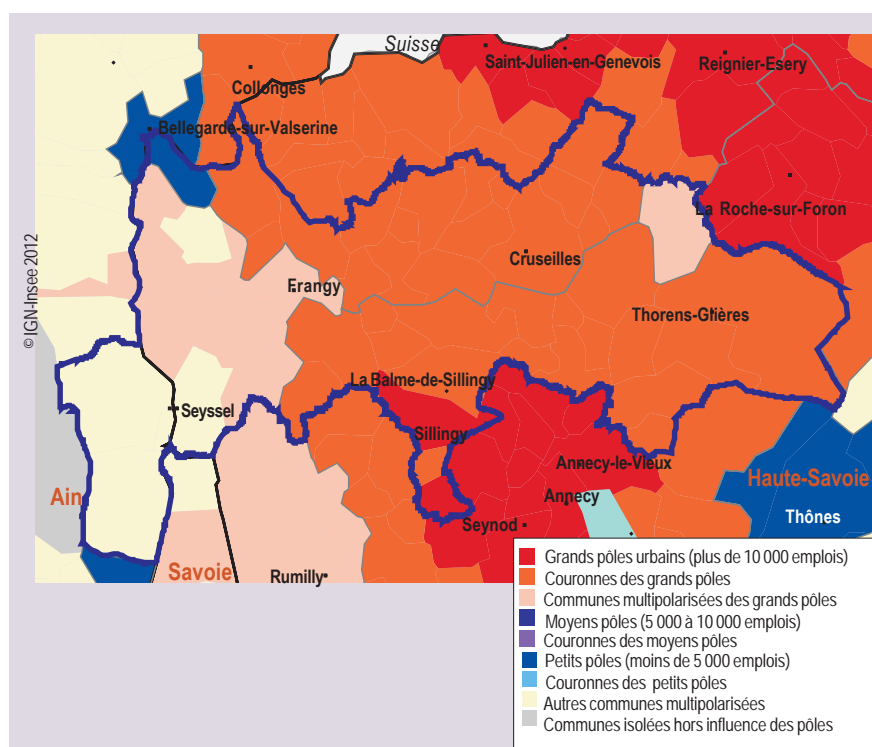 Suisse
Saint-Julien-en-Genevois
Reignier-Esery
Collonges
Bellegarde-sur-Valserine
La Roche-sur-Foron
Cruseilles
Erangy
© IGN-Insee 2012
Thorens-Glières
La Balme-de-Sillingy
Seyssel
Sillingy
Annecy-le-Vieux
Haute-Savoie
Ain
Annecy
Thônes
Seynod
Savoie
Rumilly
Grands pôles urbains (plus de 10 000 emplois)
Couronnes des grands pôles
Communes multipolarisées des grands pôles
Moyens pôles (5 000 à 10 000 emplois)
Couronnes des moyens pôles
Petits pôles (moins de 5 000 emplois)
Couronnes des petits pôles
Autres communes multipolarisées
Communes isolées hors influence des pôles